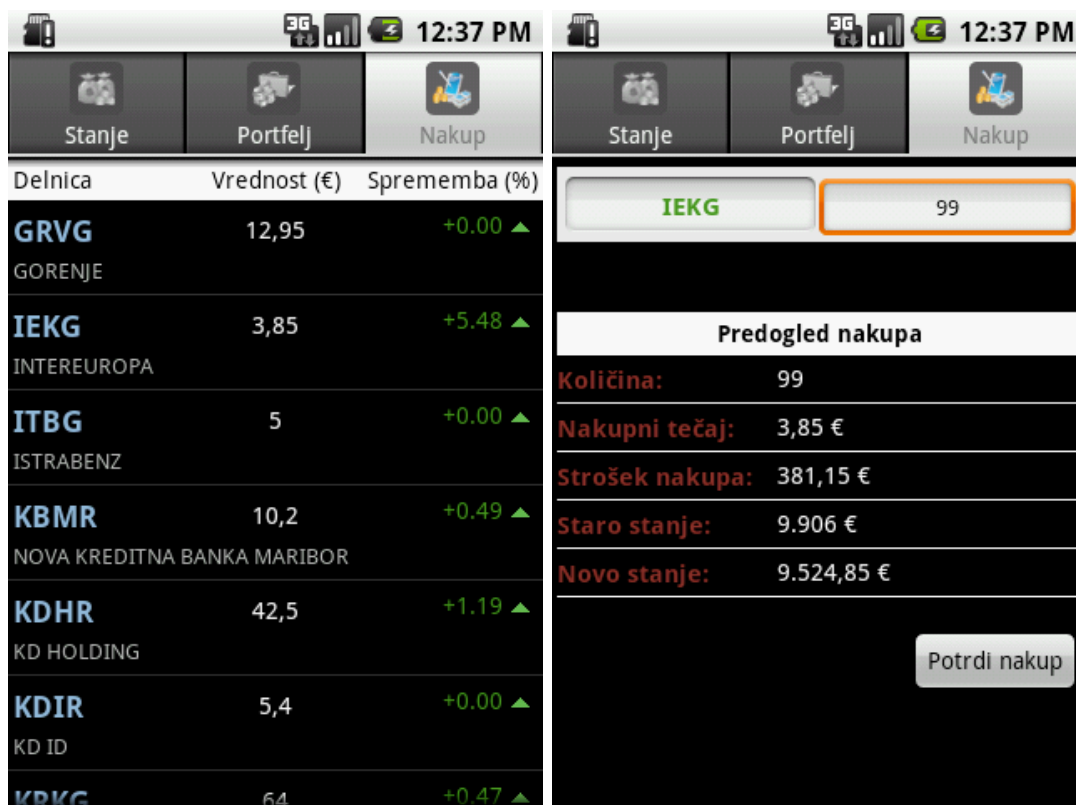 3G 12:37 PM
Stanje Portfelj Nakup
Delnica Vrednost (€) Sprememba (%)
GRVG 12,95 +0.00
GORENJE
IEKG 3,85 +5.48
INTEREUROPA
ITBG 5 +0.00
ISTRABENZ
KBMR 10,2 +0.49
NOVA KREDITNA BANKA MARIBOR
KDHR 42,5 +1.19
KD HOLDING
KDIR 5,4 +0.00
KD ID
KRKG 64 +0.47
3G 12:37 PM
Stanje Portfelj Nakup
IEKG 99
Predogled nakupa
Količina: 99
Nakupni tečaj: 3,85 €
Strošek nakupa: 381,15 €
Staro stanje: 9.906 €
Novo stanje: 9.524,85 €
Potrdi nakup